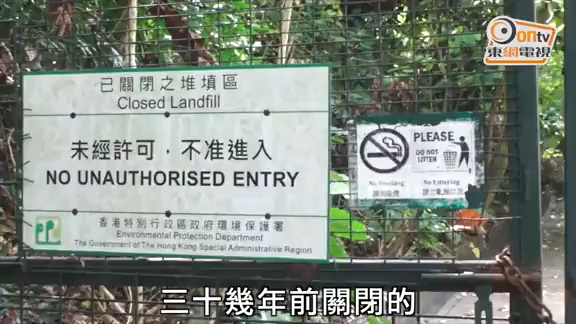 ontv
東網電視
已關閉之堆填區
Closed Landfill
未經許可，不准進入
NO UNAUTHORISED ENTRY
香港特別行政區政府環境保護署
Environmental Protection Department
The Government of The Hong Kong Special Administrative Region
PLEASE
DO NOT
LITTER
No Smoking
No Littering
三十幾年前關閉的